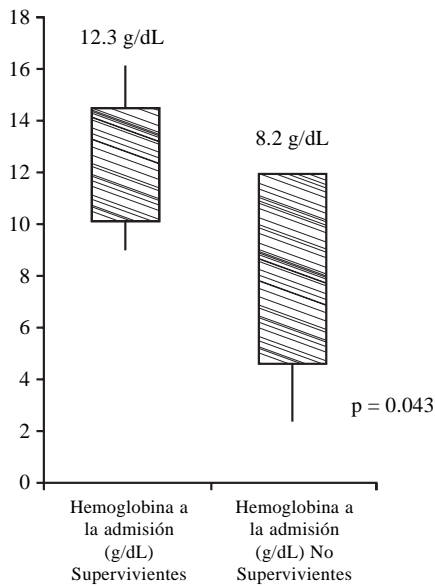 18
12.3 g/dL
16
14
8.2 g/dL
12
10
8
6
4
p = 0.043
2
0
Hemoglobina a
la admisión
(g/dL)
Supervivientes
Hemoglobina a
la admisión
(g/dL) No
Supervivientes